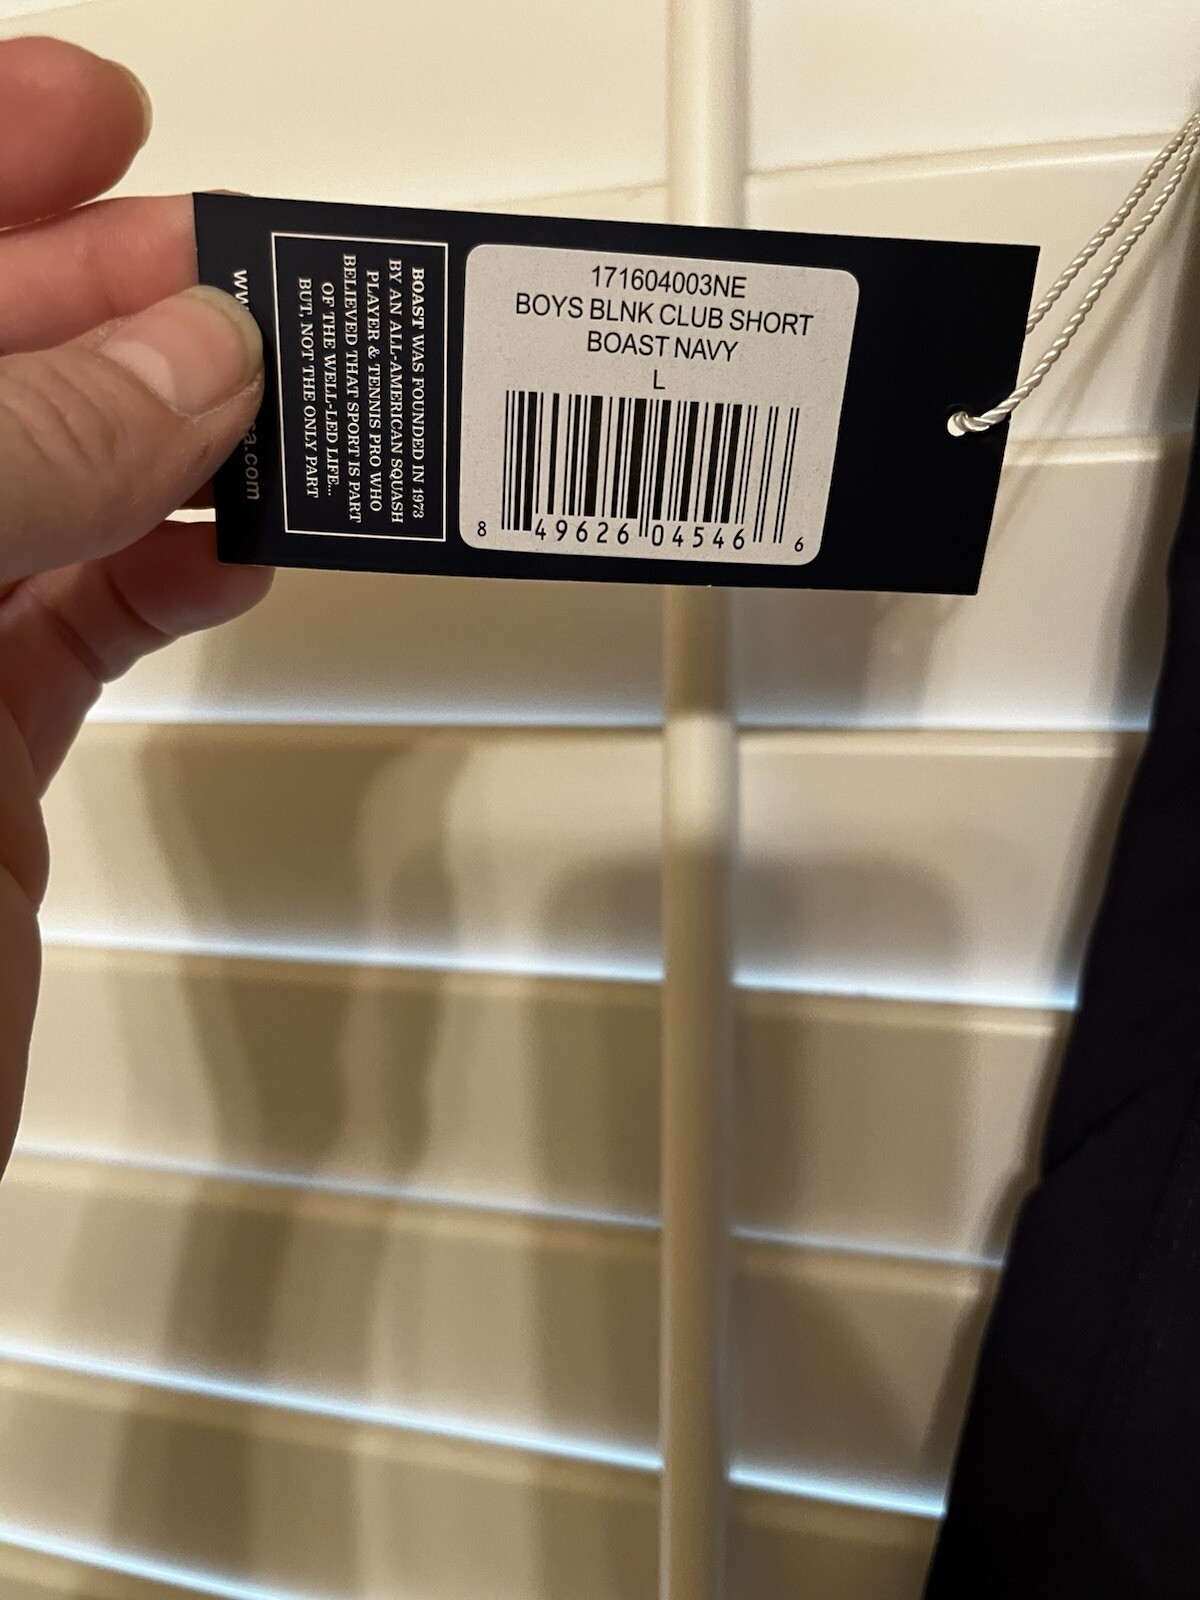 171604003NE
BOYS BLNK CLUB SHORT
BOAST NAVY
L
8 49626 04546 6
BOAST WAS FOUNDED IN 1973
BY AN ALL-AMERICAN SQUASH
PLAYER & TENNIS PRO WHO
BELIEVED THAT SPORT IS PART
OF THE WELL-LED LIFE...
BUT, NOT THE ONLY PART